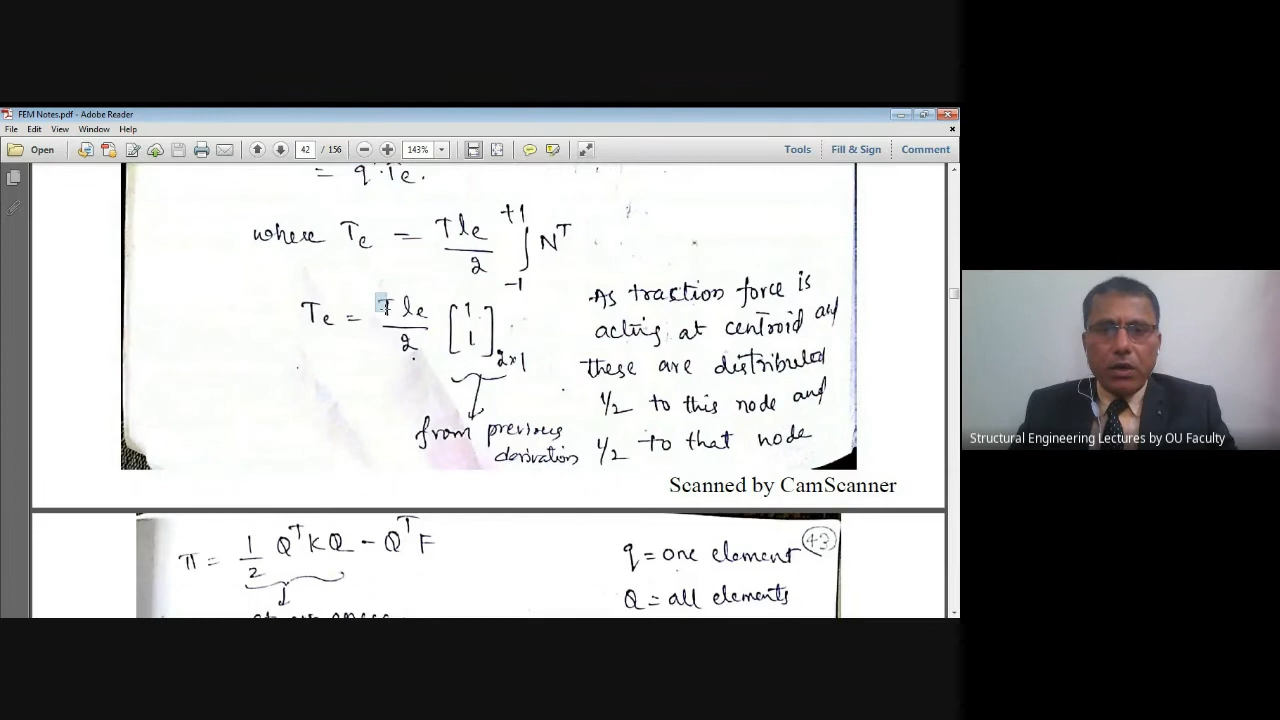 FEM Notes.pdf - Adobe Reader
File Edit View Window Help
Open 42 / 156 143% Tools Fill & Sign Comment
= q.Te.
where Te = Tle/2 ∫ +1 -1 N^T
Te = Tle/2 [1 1] 2x1
from previous
derivation
As traction force is
acting at centroid and
these are distributed
1/2 to this node and
1/2 to that node
Scanned by CamScanner
π = 1/2 Q^T K Q - Q^T F
43
q = one element
Q = all elements
Structural Engineering Lectures by OU Faculty